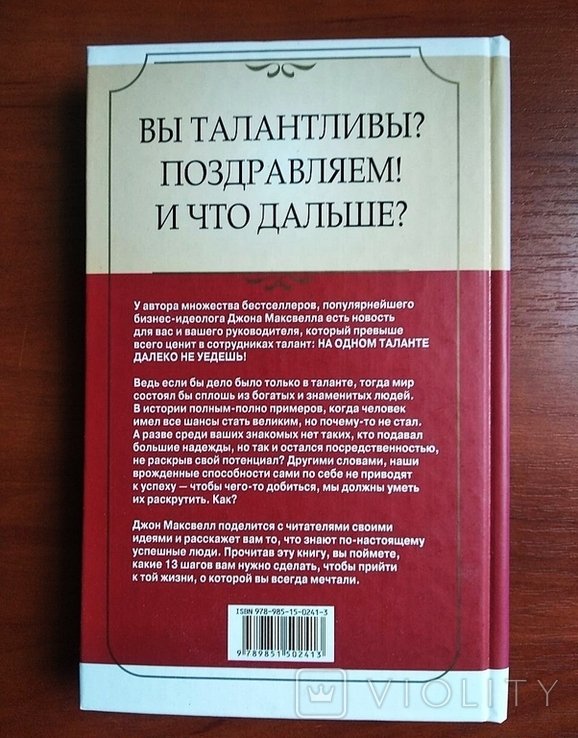 ВЫ ТАЛАНТЛИВЫ?
ПОЗДРАВЛЯЕМ!
И ЧТО ДАЛЬШЕ?
У автора множества бестселлеров, популярнейшего
бизнес-идеолога Джона Максвелла есть новость
для вас и вашего руководителя, который превыше
всего ценит в сотрудниках талант: НА ОДНОМ ТАЛАНТЕ
ДАЛЕКО НЕ УЕДЕШЬ!
Ведь если бы дело было только в таланте, тогда мир
состоял бы сплошь из богатых и знаменитых людей.
В истории полным-полно примеров, когда человек
имел все шансы стать великим, но почему-то не стал.
А разве среди ваших знакомых нет таких, кто подавал
большие надежды, но так и остался посредственностью,
не раскрыв свой потенциал? Другими словами, наши
врожденные способности сами по себе не приводят
к успеху — чтобы чего-то добиться, мы должны уметь
их раскрутить. Как?
Джон Максвелл поделится с читателями своими
идеями и расскажет вам то, что знают по-настоящему
успешные люди. Прочитав эту книгу, вы поймете,
какие 13 шагов вам нужно сделать, чтобы прийти
к той жизни, о которой вы всегда мечтали.
ISBN 978-985-15-0241-3
9 789851 502413
VIOLITY